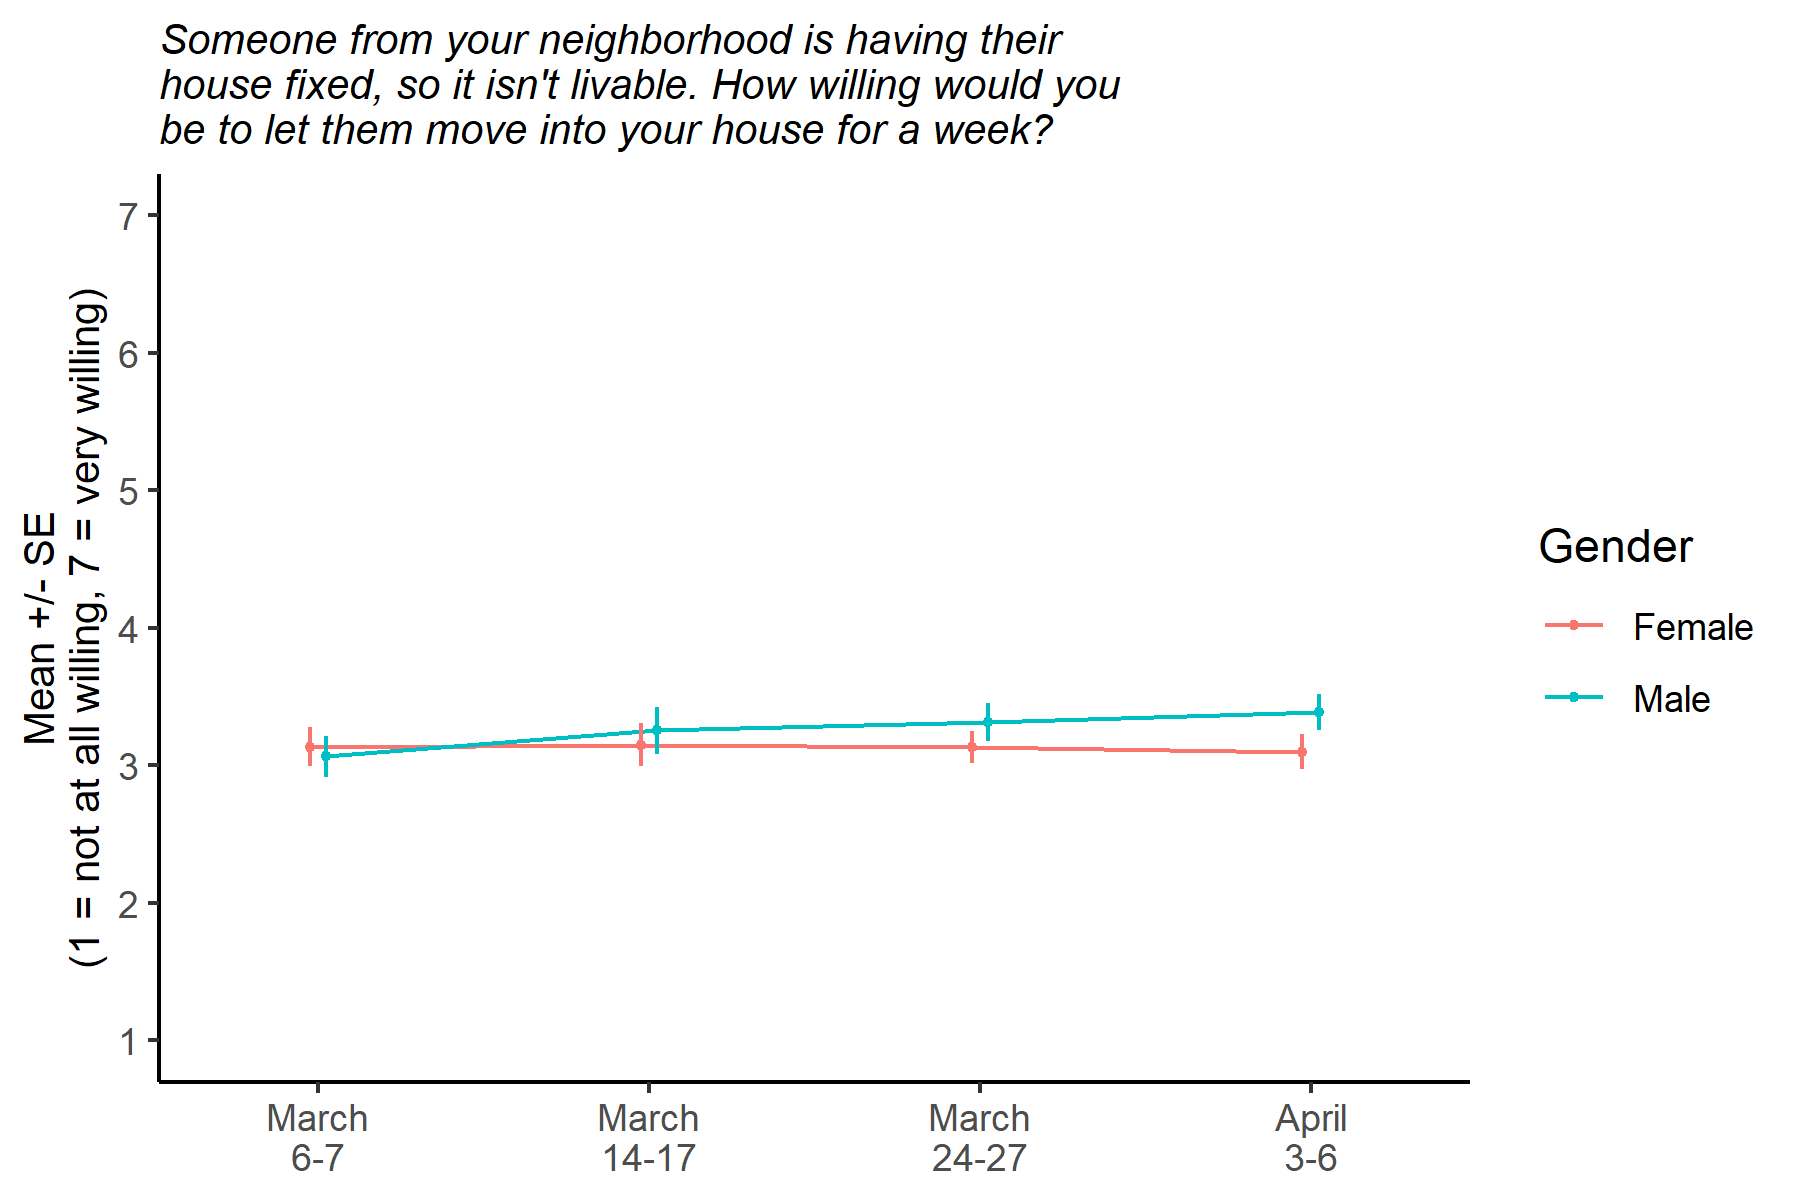 Someone from your neighborhood is having their
house fixed, so it isn't livable. How willing would you
be to let them move into your house for a week?
Mean +/- SE
(1 = not at all willing, 7 = very willing)
7
6
5
4
3
2
1
March
6-7
March
14-17
March
24-27
April
3-6
Gender
Female
Male